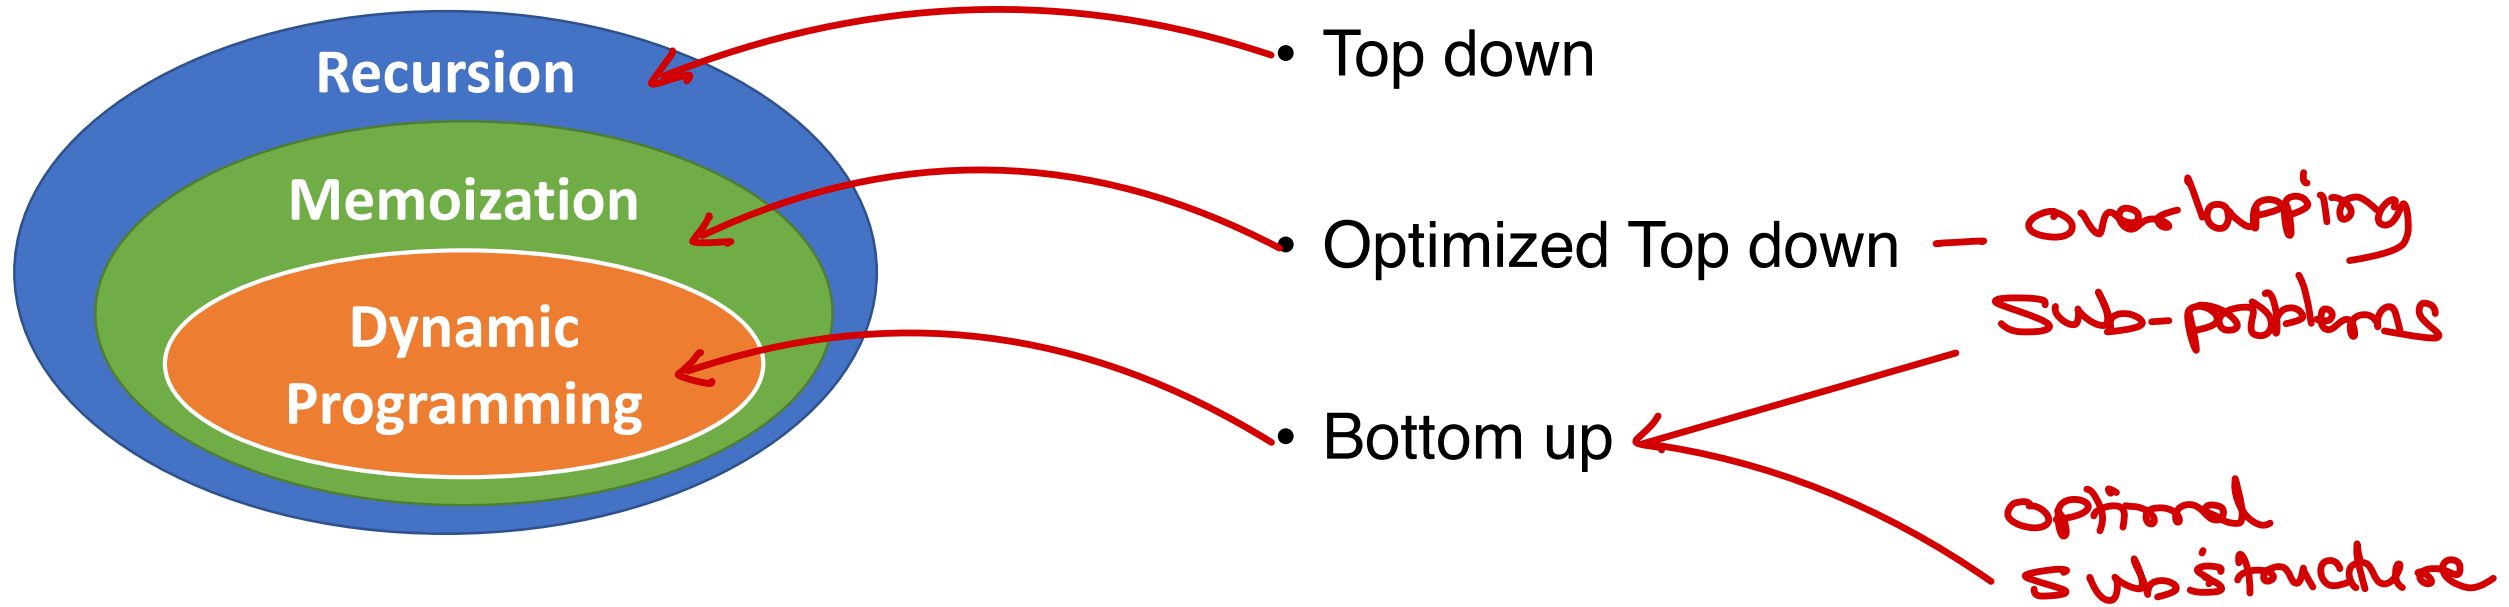 Recursion
Memoization
Dynamic
Programming
• Top down
• Optimized Top down
• Bottom up
overlapping
sub-problems
optimal
substructure